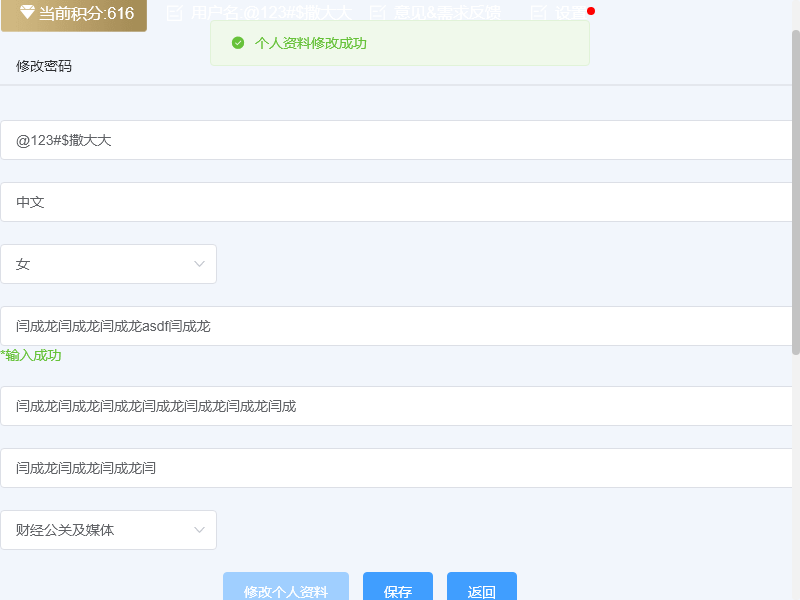 当前积分:616 用户名 @123#$撒大大 意见&需求反馈 设置
个人资料修改成功
修改密码
@123#$撒大大
中文
女
闫成龙闫成龙闫成龙asdf闫成龙
*输入成功
闫成龙闫成龙闫成龙闫成龙闫成龙闫成龙闫成
闫成龙闫成龙闫成龙闫
财经公关及媒体
修改个人资料 保存 返回